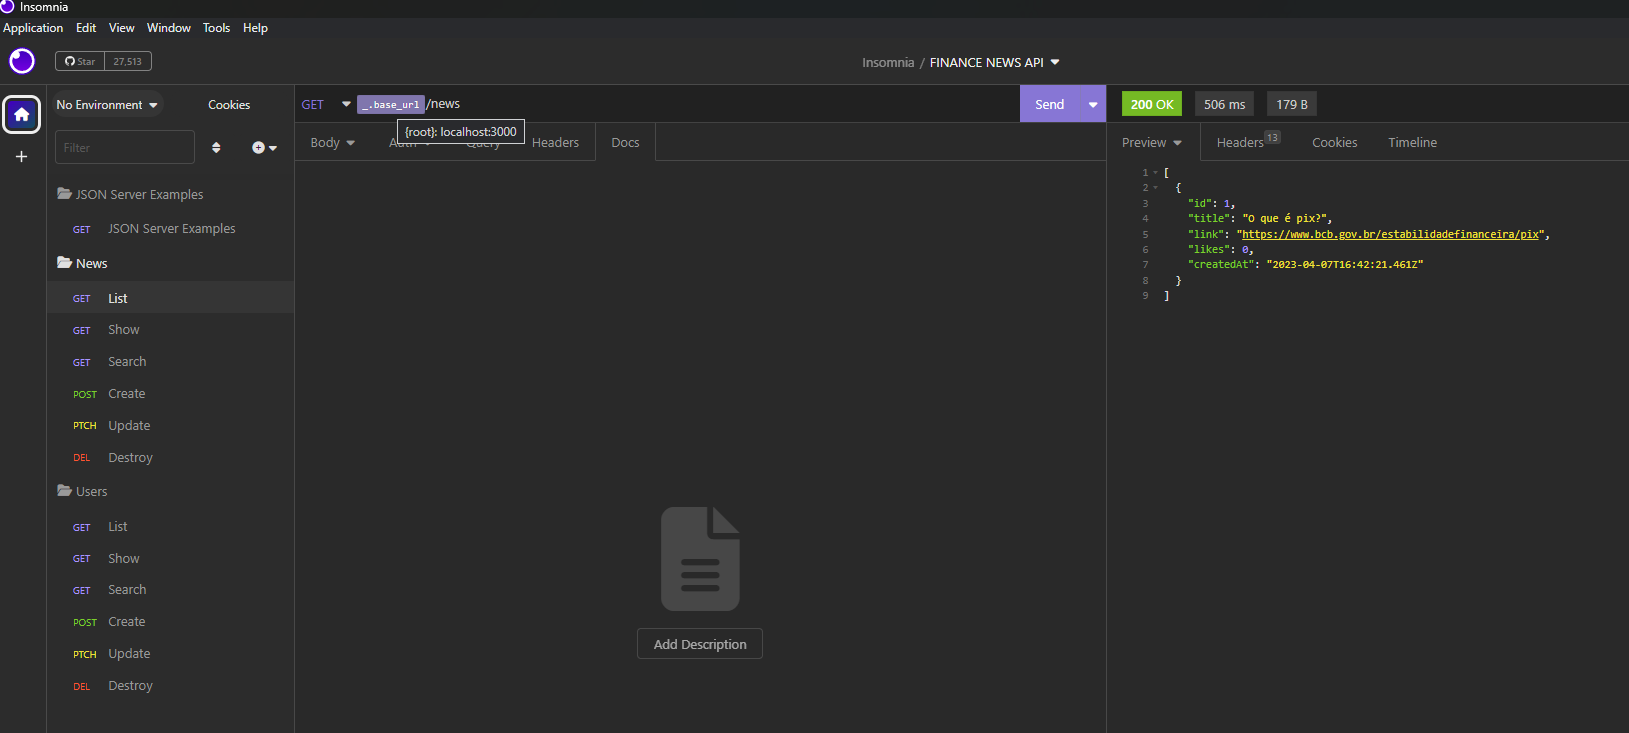 Insomnia
Application Edit View Window Tools Help
Star 27,513
Insomnia / FINANCE NEWS API
No Environment Cookies
GET _.base_url/news
{root}: localhost:3000
Send
200 OK 506 ms 179 B
Filter
Body Auth Query Headers Docs
Preview Headers 13 Cookies Timeline
JSON Server Examples
GET JSON Server Examples
News
GET List
GET Show
GET Search
POST Create
PTCH Update
DEL Destroy
Users
GET List
GET Show
GET Search
POST Create
PTCH Update
DEL Destroy
Add Description
1 [
2 {
3 "id": 1,
4 "title": "O que é pix?",
5 "link": "https://www.bcb.gov.br/estabilidadefinanceira/pix",
6 "likes": 0,
7 "createdAt": "2023-04-07T16:42:21.461Z"
8 }
9 ]